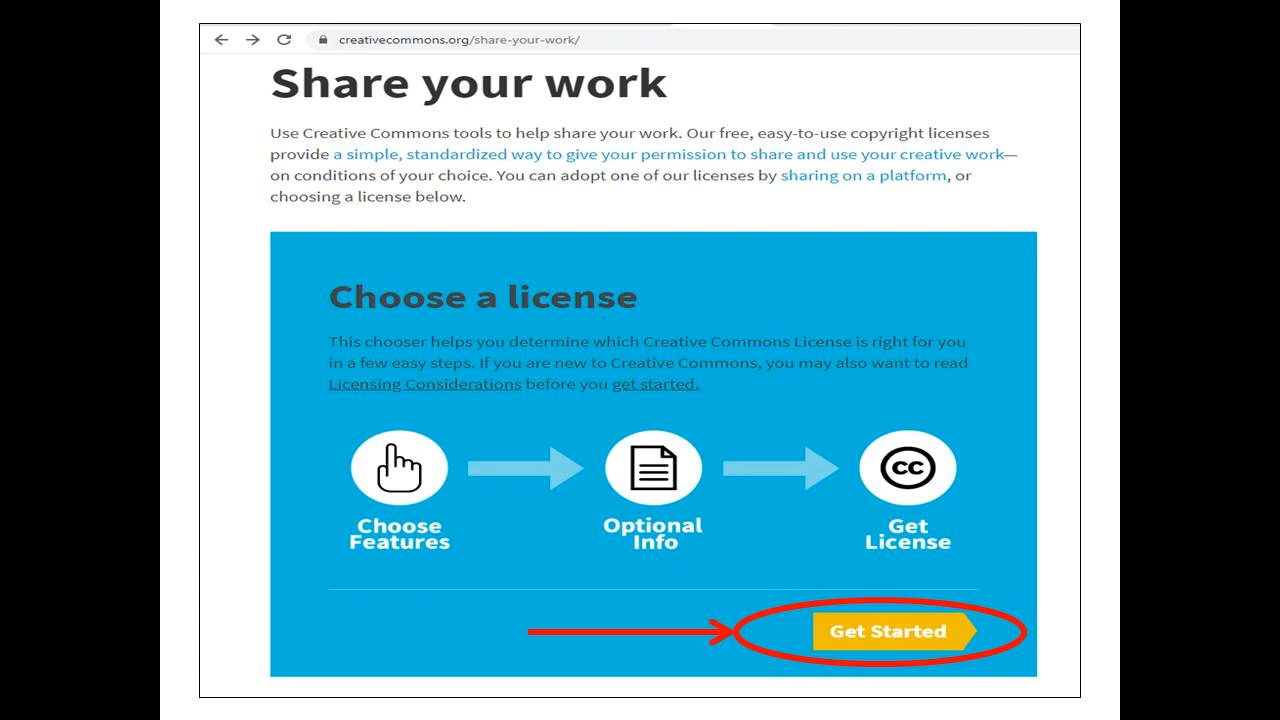 creativecommons.org/share-your-work/
Share your work
Use Creative Commons tools to help share your work. Our free, easy-to-use copyright licenses
provide a simple, standardized way to give your permission to share and use your creative work—
on conditions of your choice. You can adopt one of our licenses by sharing on a platform, or
choosing a license below.
Choose a license
This chooser helps you determine which Creative Commons License is right for you
in a few easy steps. If you are new to Creative Commons, you may also want to read
Licensing Considerations before you get started.
cc
Choose
Features
Optional
Info
Get
License
Get Started